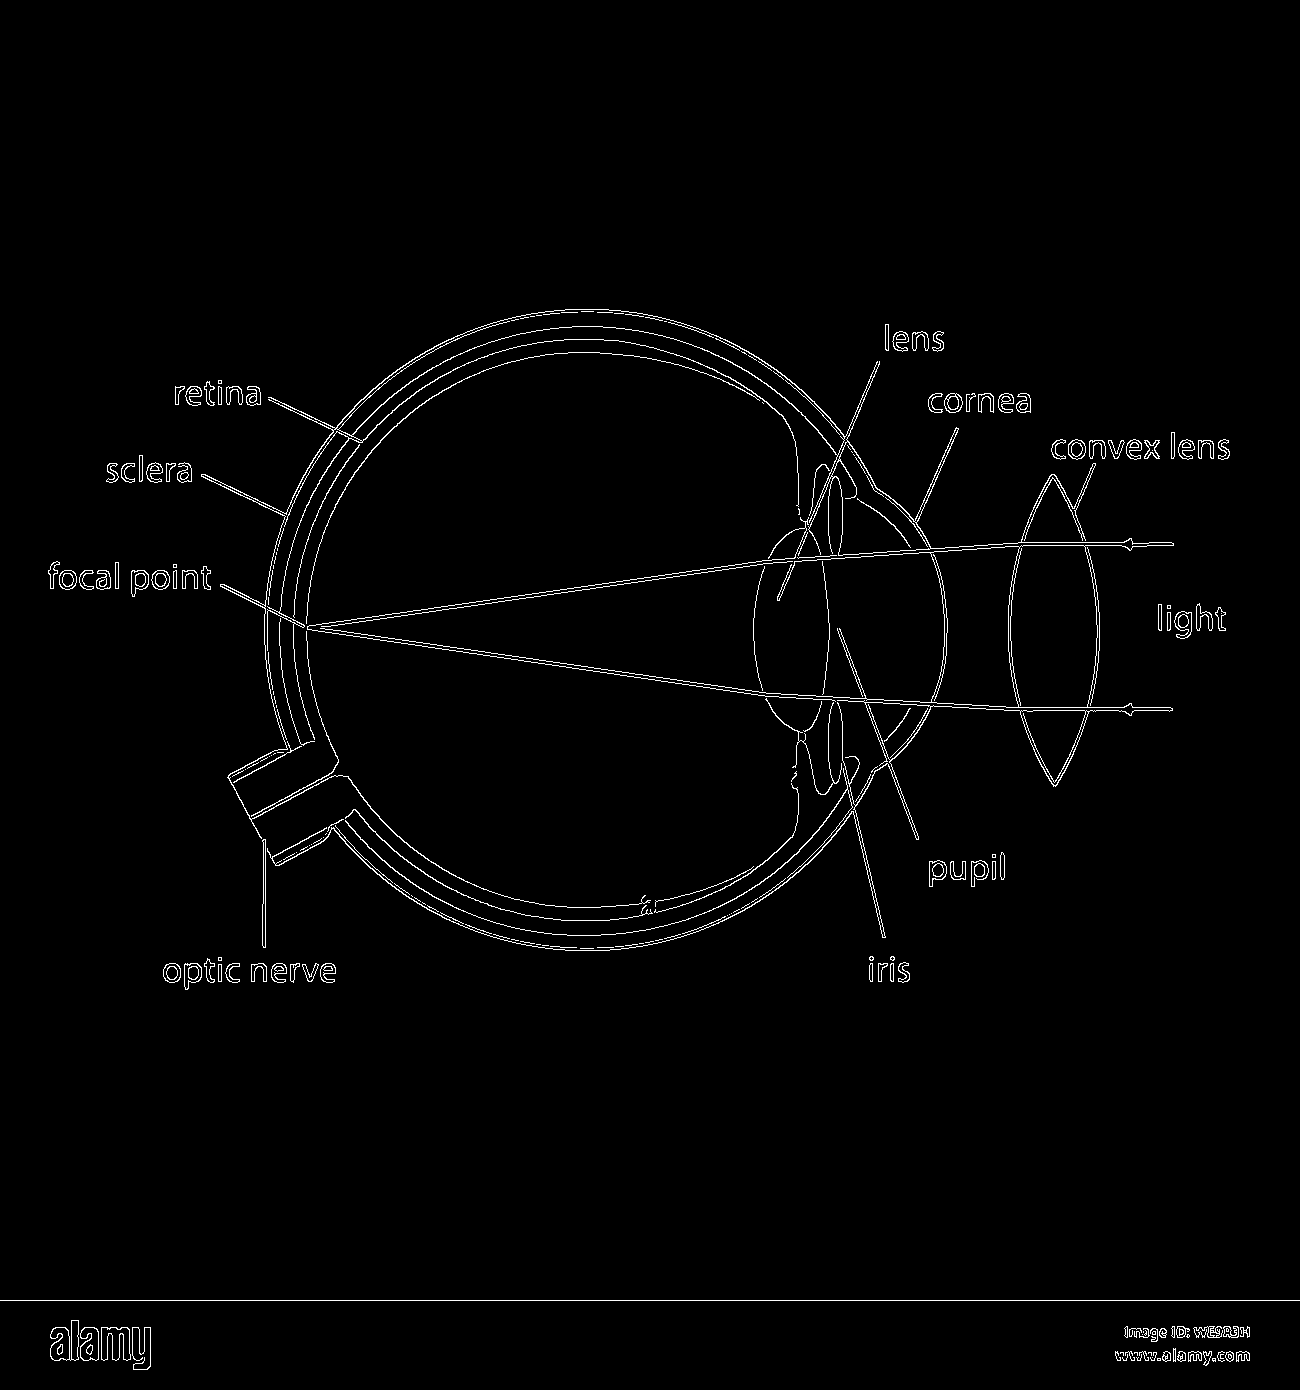 lens
retina
cornea
convex lens
sclera
focal point
light
pupil
optic nerve
iris
alamy
Image ID: WE9R3H
www.alamy.com